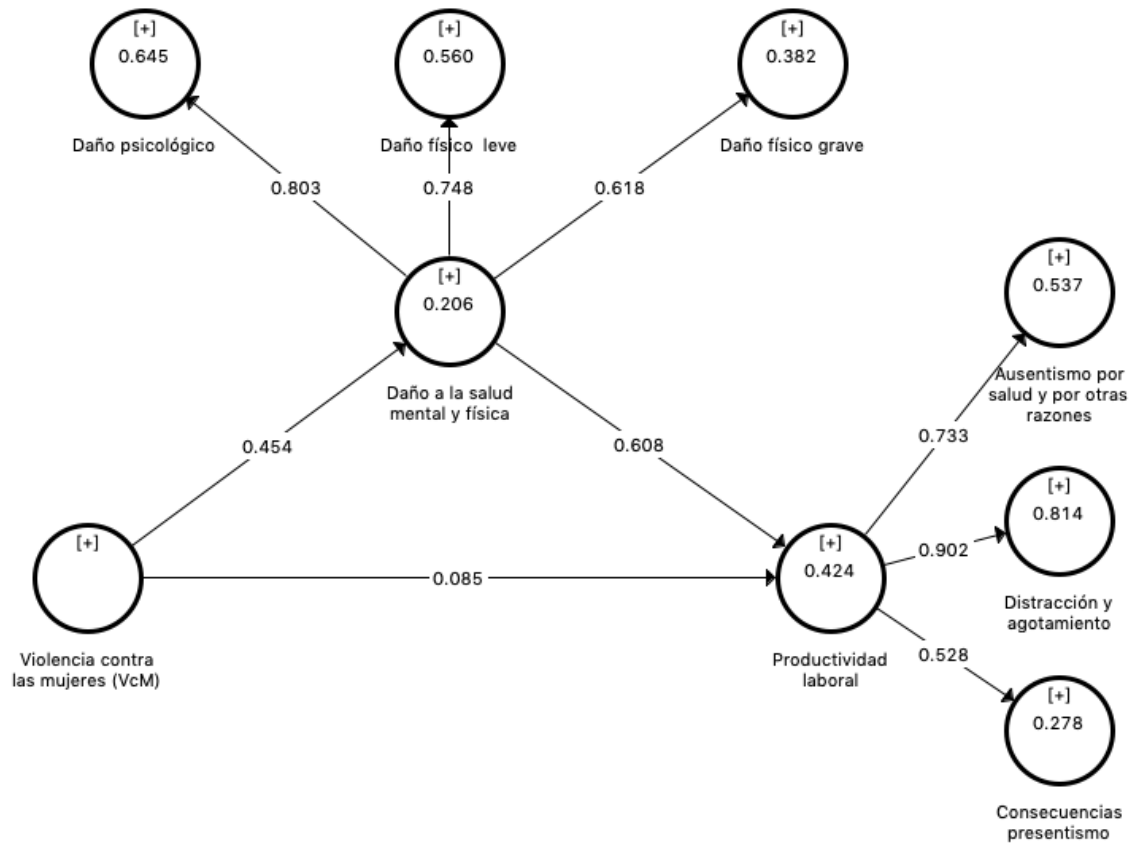 [+]
0.645
[+]
0.560
[+]
0.382
Daño psicológico
Daño físico leve
Daño físico grave
0.803
0.748
0.618
[+]
0.206
Daño a la salud
mental y física
[+]
0.537
Ausentismo por
salud y por otras
razones
0.454
0.608
0.733
[+]
0.814
Distracción y
agotamiento
0.902
[+]
Violencia contra
las mujeres (VcM)
0.085
[+]
0.424
Productividad
laboral
0.528
[+]
0.278
Consecuencias
presentismo